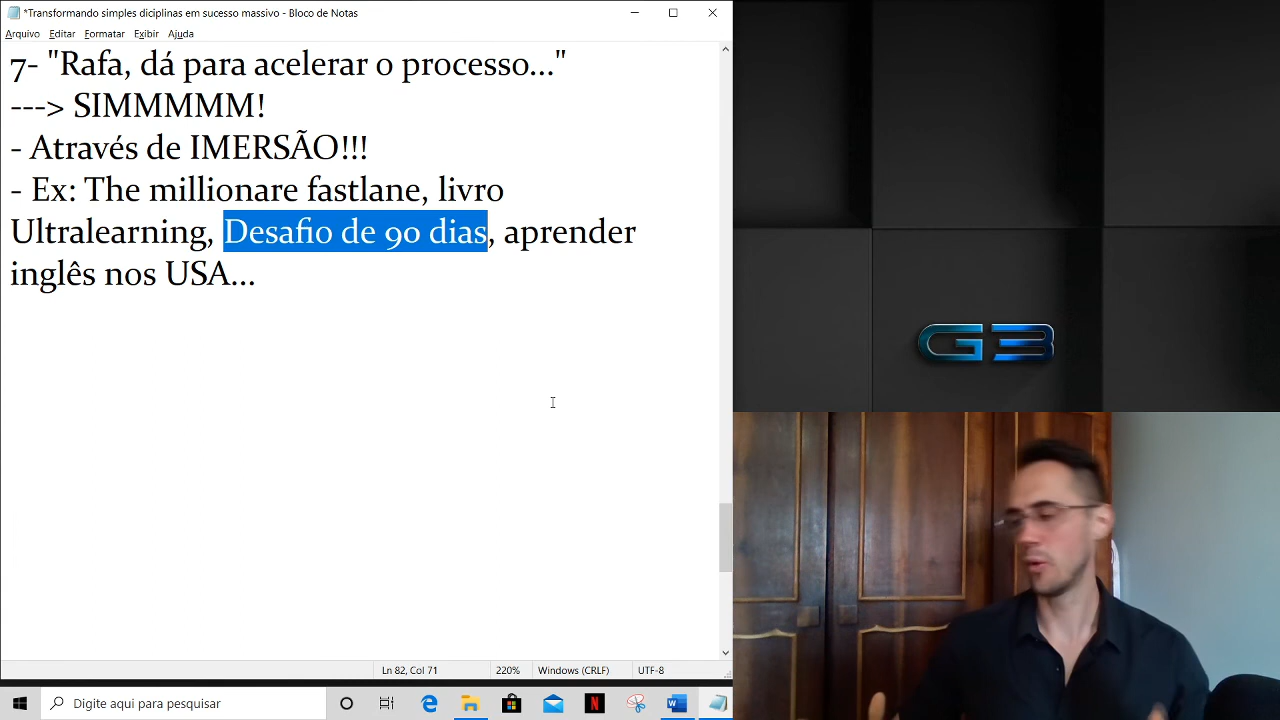 *Transformando simples diciplinas em sucesso massivo - Bloco de Notas
Arquivo Editar Formatar Exibir Ajuda
7- "Rafa, dá para acelerar o processo..."
---> SIMMMMM!
- Através de IMERSÃO!!!
- Ex: The millionare fastlane, livro
Ultralearning, Desafio de 90 dias, aprender
inglês nos USA...
G3
Ln 82, Col 71 220% Windows (CRLF) UTF-8
Digite aqui para pesquisar